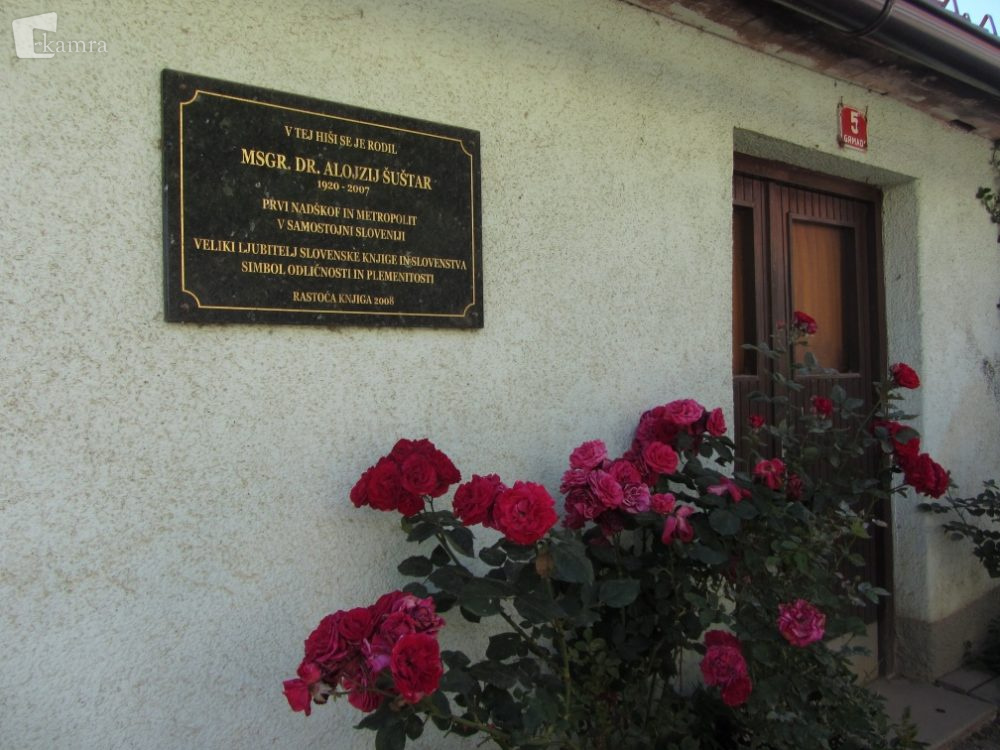 kamra
V TEJ HIŠI SE JE RODIL
MSGR. DR. ALOJZIJ ŠUŠTAR
1920 - 2007
PRVI NADŠKOF IN METROPOLIT
V SAMOSTOJNI SLOVENIJI
VELIKI LJUBITELJ SLOVENSKE KNJIGE IN SLOVENSTVA
SIMBOL ODLIČNOSTI IN PLEMENITOSTI
RASTOČA KNJIGA 2008
5